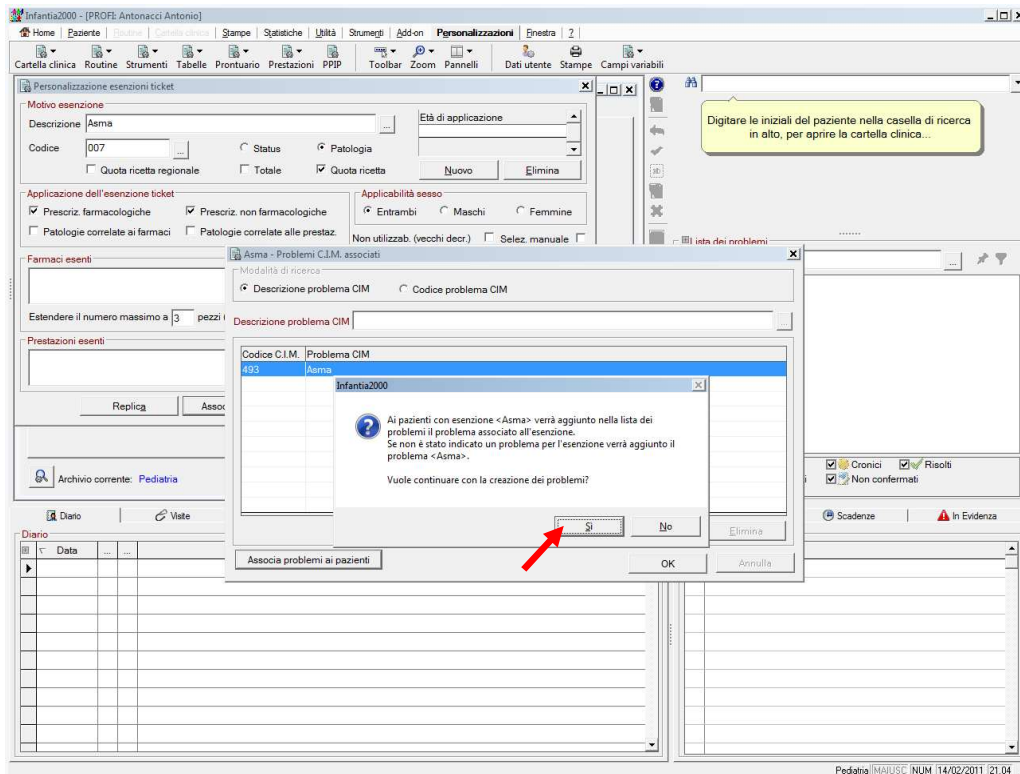 Infantia2000 - [PROFI: Antonacci Antonio]
Home Paziente Routine Cartella clinica Stampe Statistiche Utilità Strumenti Add-on Personalizzazioni Finestra ?
Cartella clinica Routine Strumenti Tabelle Prontuario Prestazioni PPIP Toolbar Zoom Pannelli Dati utente Stampe Campi variabili
Personalizzazione esenzioni ticket
Motivo esenzione
Descrizione Asma ...
Età di applicazione
Codice 007 ...
Status Patologia
Quota ricetta regionale Totale Quota ricetta
Nuovo Elimina
Applicazione dell'esenzione ticket
Prescriz. farmacologiche Prescriz. non farmacologiche
Patologie correlate ai farmaci Patologie correlate alle prestaz.
Applicabilità sesso
Entrambi Maschi Femmine
Non utilizzab. (vecchi decr.) Selez. manuale
Farmaci esenti
Estendere il numero massimo a 3 pezzi (
Prestazioni esenti
Replica Assoc
Archivio corrente: Pediatria
Digitare le iniziali del paziente nella casella di ricerca
in alto, per aprire la cartella clinica...
Lista dei problemi
...
Asma - Problemi C.I.M. associati
Modalità di ricerca
Descrizione problema CIM Codice problema CIM
Descrizione problema CIM ...
Codice C.I.M. Problema CIM
493 Asma
Infantia2000
Ai pazienti con esenzione <Asma> verrà aggiunto nella lista dei
problemi il problema associato all'esenzione.
Se non è stato indicato un problema per l'esenzione verrà aggiunto il
problema <Asma>.
Vuole continuare con la creazione dei problemi?
Sì No
Elimina
Associa problemi ai pazienti
OK Annulla
Cronici Risolti
i Non confermati
Diario Visite
Scadenze In Evidenza
Diario
Data ... ...
Pediatria MAIUSC NUM 14/02/2011 21.04